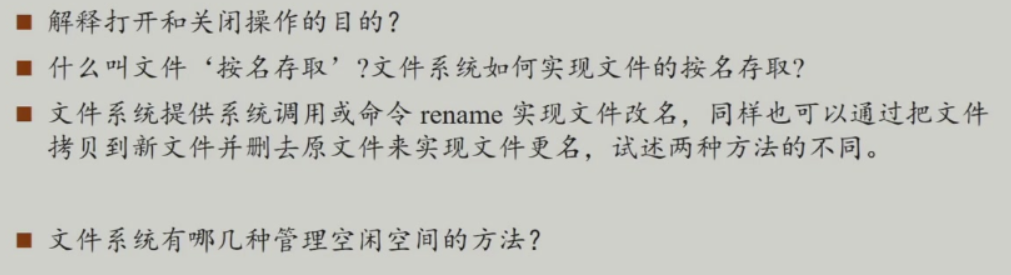 ■ 解释打开和关闭操作的目的?
■ 什么叫文件‘按名存取’?文件系统如何实现文件的按名存取?
■ 文件系统提供系统调用或命令 rename 实现文件改名，同样也可以通过把文件
拷贝到新文件并删去原文件来实现文件更名，试述两种方法的不同。
■ 文件系统有哪几种管理空闲空间的方法?